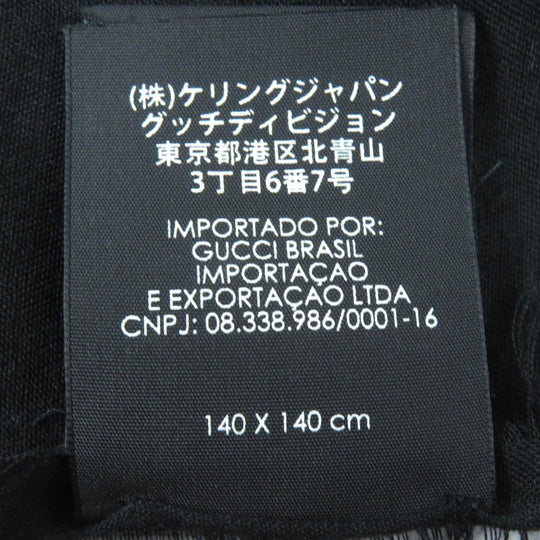 (株)ケリングジャパン
グッチディビジョン
東京都港区北青山
3丁目6番7号
IMPORTADO POR:
GUCCI BRASIL
IMPORTAÇAO
E EXPORTAÇAO LTDA
CNPJ: 08.338.986/0001-16
140 X 140 cm